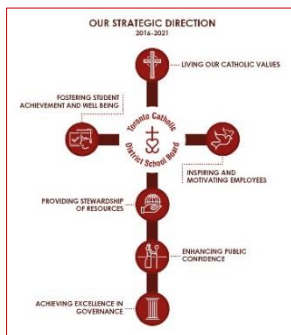 OUR STRATEGIC DIRECTION
2016-2021
LIVING OUR CATHOLIC VALUES
FOSTERING STUDENT
ACHIEVEMENT AND WELL BEING
Toronto Catholic
District School Board
INSPIRING AND
MOTIVATING EMPLOYEES
PROVIDING STEWARDSHIP
OF RESOURCES
ENHANCING PUBLIC
CONFIDENCE
ACHIEVING EXCELLENCE IN
GOVERNANCE